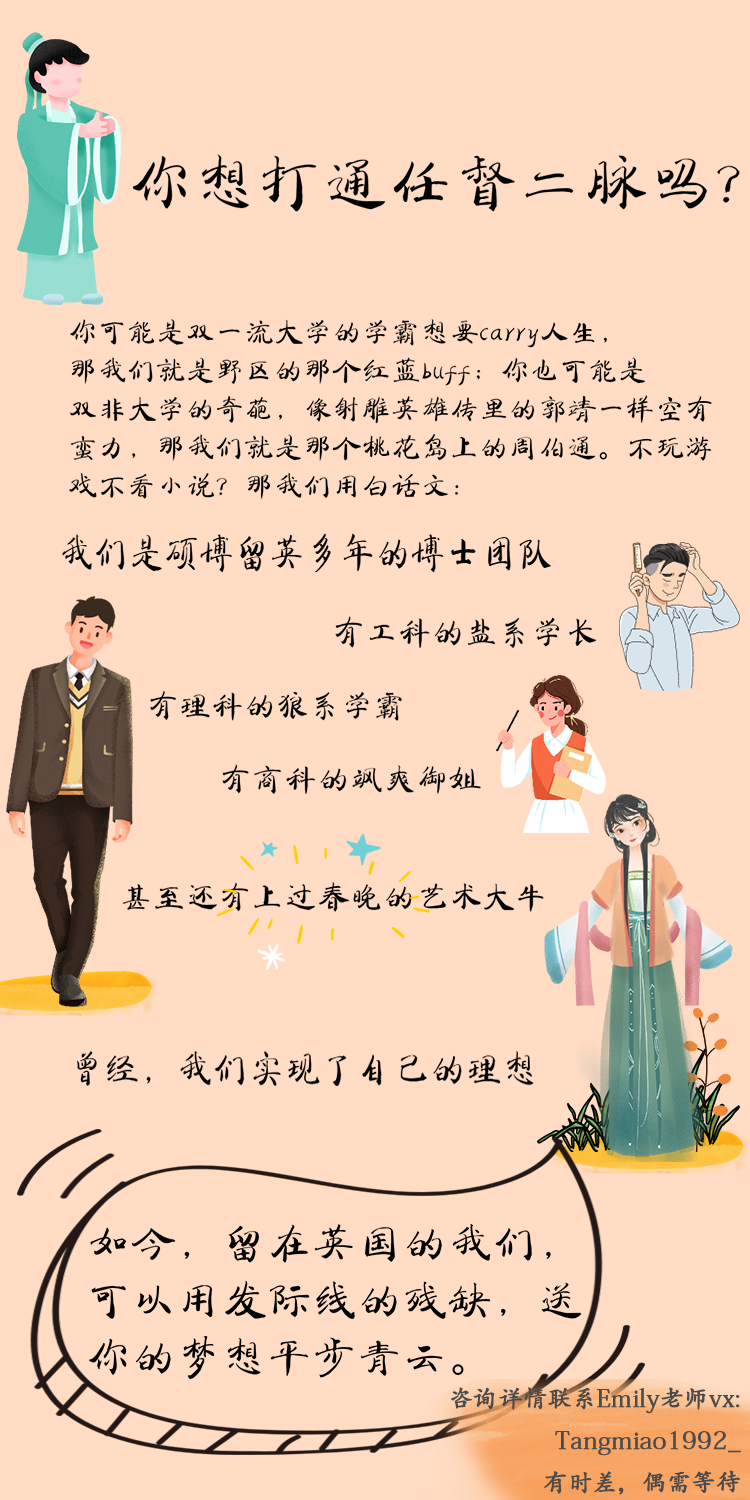 你想打通任督二脉吗?
你可能是双一流大学的学霸想要carry人生，
那我们就是野区的那个红蓝buff；你也可能是
双非大学的奇葩，像射雕英雄传里的郭靖一样空有
蛮力，那我们就是那个桃花岛上的周伯通。不玩游
戏不看小说？那我们用白话文：
我们是硕博留英多年的博士团队
有工科的盐系学长
有理科的狼系学霸
有商科的飒爽御姐
甚至还有上过春晚的艺术大牛
曾经，我们实现了自己的理想
如今，留在英国的我们，
可以用发际线的残缺，送
你的梦想平步青云。
咨询详情联系Emily老师vx:
Tangmiao1992_
有时差，偶需等待